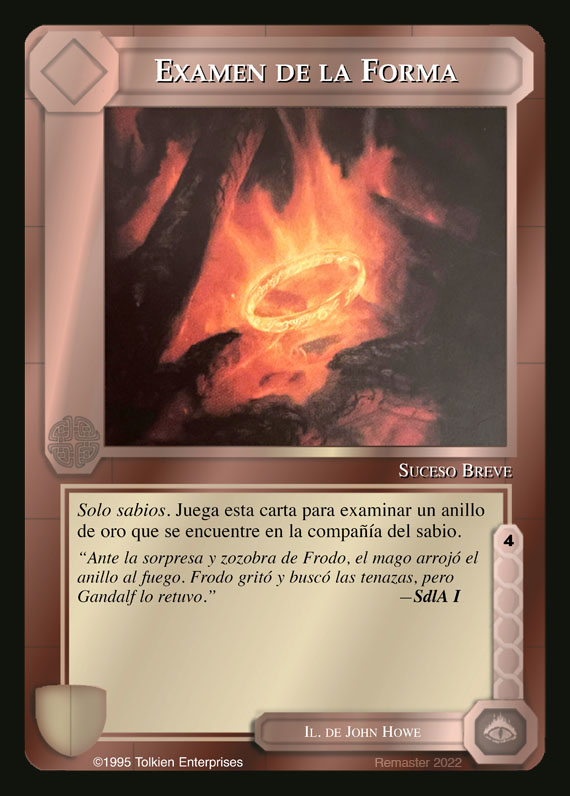 Examen de la Forma
Suceso Breve
Solo sabios. Juega esta carta para examinar un anillo
de oro que se encuentre en la compañía del sabio.
“Ante la sorpresa y zozobra de Frodo, el mago arrojó el
anillo al fuego. Frodo gritó y buscó las tenazas, pero
Gandalf lo retuvo.” —SdlA I
4
Il. de John Howe
©1995 Tolkien Enterprises
Remaster 2022